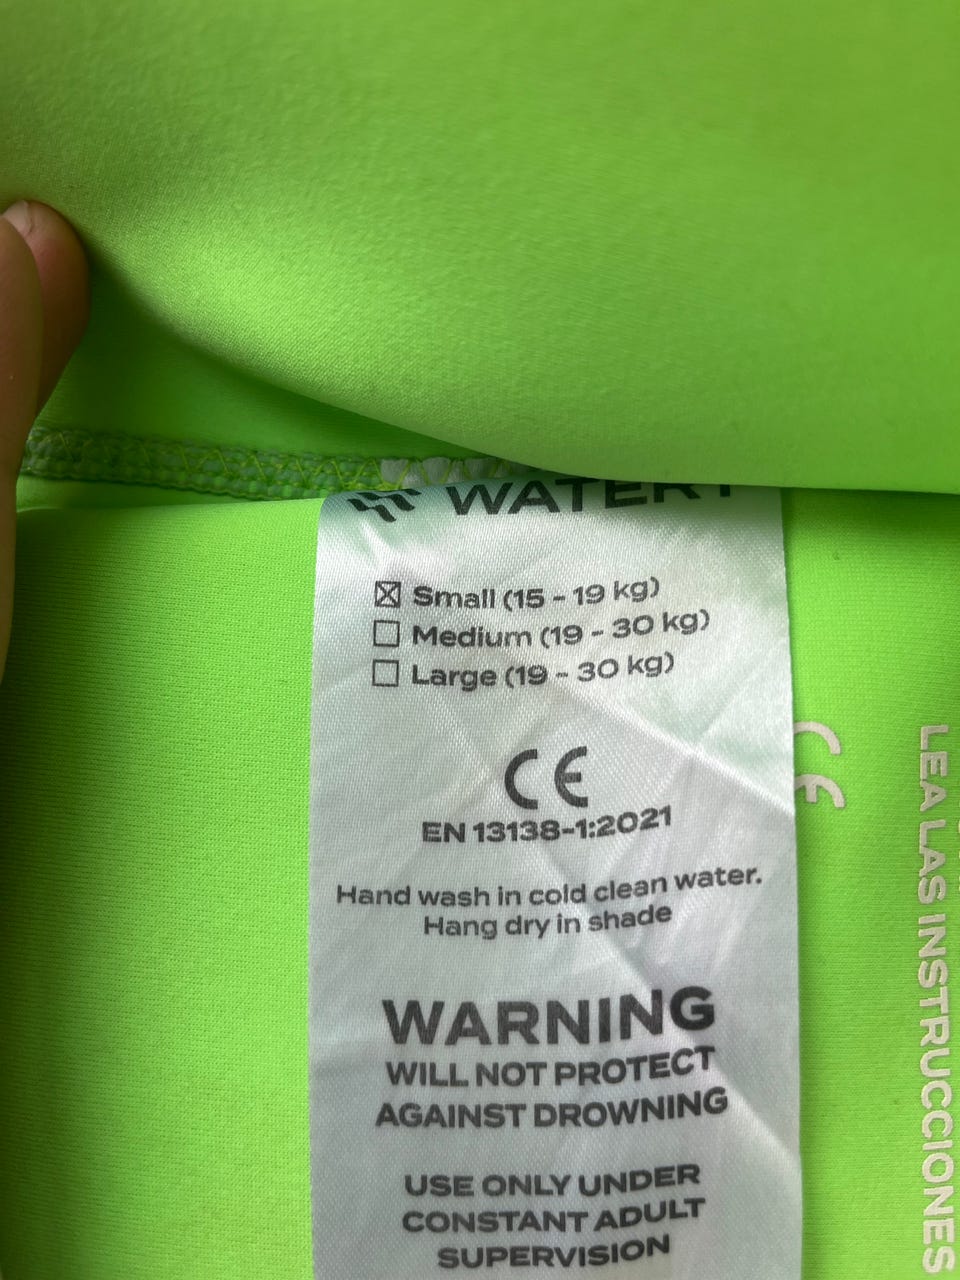 ☒ Small (15 - 19 kg)
☐ Medium (19 - 30 kg)
☐ Large (19 - 30 kg)
CE
EN 13138-1:2021
Hand wash in cold clean water.
Hang dry in shade
WARNING
WILL NOT PROTECT
AGAINST DROWNING
USE ONLY UNDER
CONSTANT ADULT
SUPERVISION
CE
LEA LAS INSTRUCCIONES